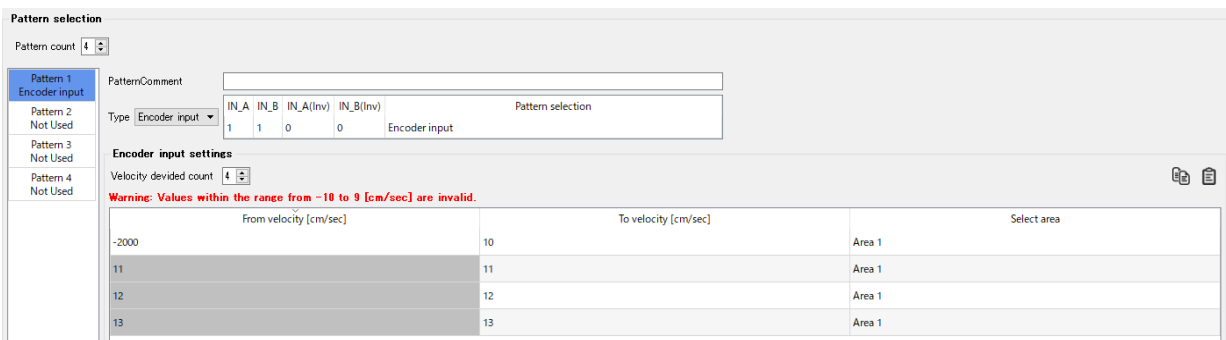 Pattern selection
Pattern count 4
Pattern 1
Encoder input
Pattern 2
Not Used
Pattern 3
Not Used
Pattern 4
Not Used
PatternComment
Type Encoder input
IN_A IN_B IN_A(Inv) IN_B(Inv) Pattern selection
1 1 0 0 Encoder input
Encoder input settings
Velocity devided count 4
Warning: Values within the range from -10 to 9 [cm/sec] are invalid.
From velocity [cm/sec] To velocity [cm/sec] Select area
-2000 10 Area 1
11 11 Area 1
12 12 Area 1
13 13 Area 1